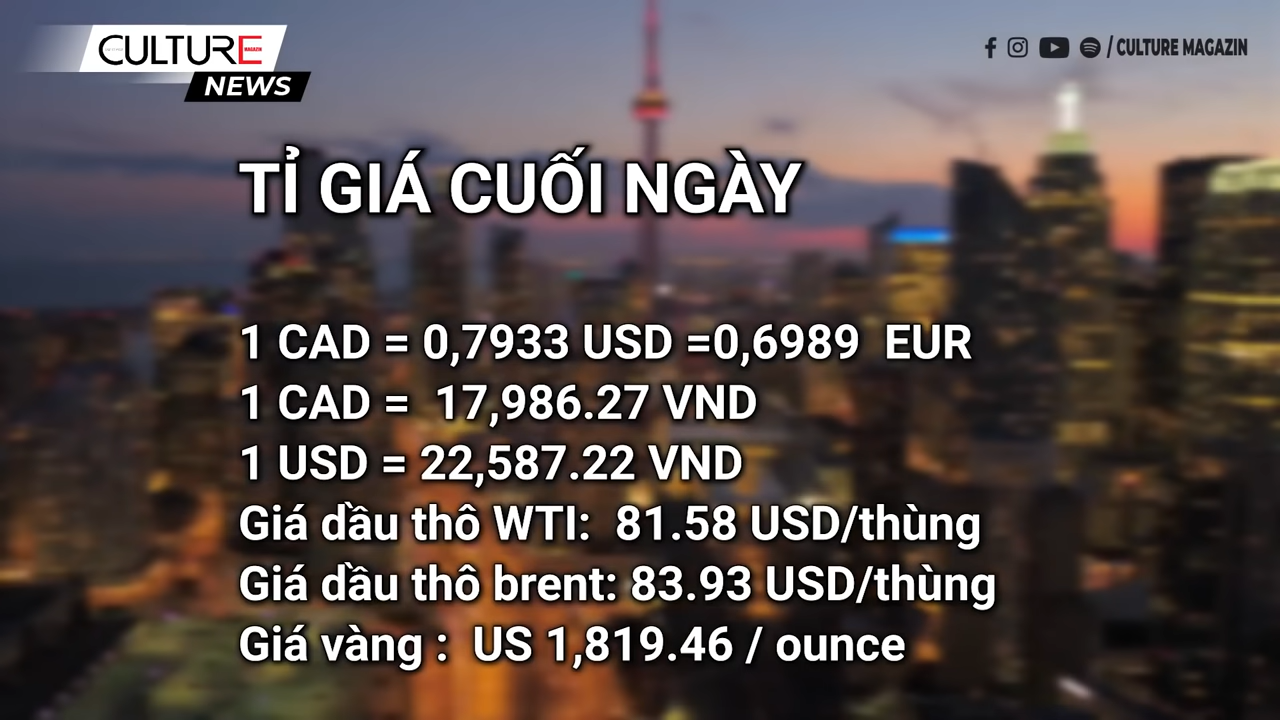 CULTURE MAGAZIN
NEWS
/ CULTURE MAGAZIN
TỈ GIÁ CUỐI NGÀY
1 CAD = 0,7933 USD =0,6989 EUR
1 CAD = 17,986.27 VND
1 USD = 22,587.22 VND
Giá dầu thô WTI: 81.58 USD/thùng
Giá dầu thô brent: 83.93 USD/thùng
Giá vàng : US 1,819.46 / ounce